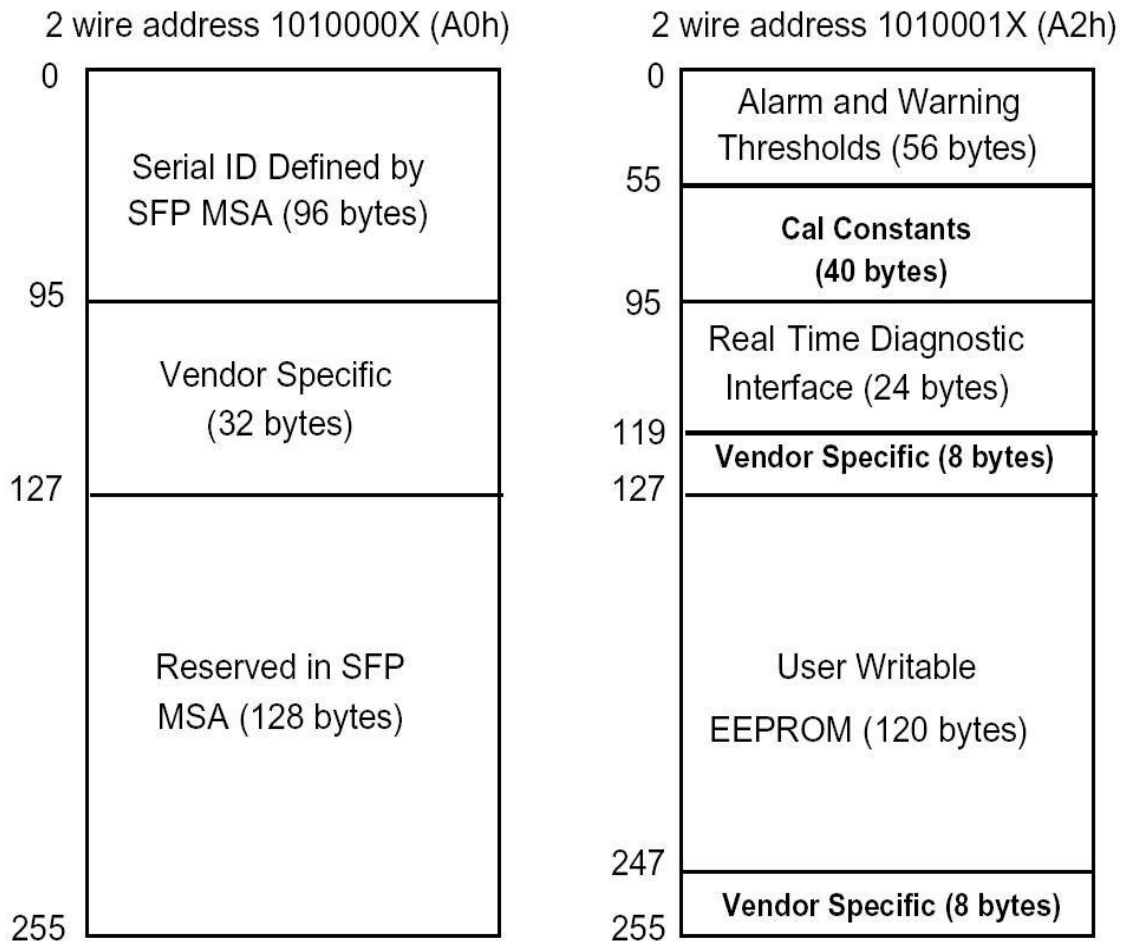 2 wire address 1010000X (A0h)
0
Serial ID Defined by
SFP MSA (96 bytes)
95
Vendor Specific
(32 bytes)
127
Reserved in SFP
MSA (128 bytes)
255
2 wire address 1010001X (A2h)
0
Alarm and Warning
Thresholds (56 bytes)
55
Cal Constants
(40 bytes)
95
Real Time Diagnostic
Interface (24 bytes)
119
Vendor Specific (8 bytes)
127
User Writable
EEPROM (120 bytes)
247
Vendor Specific (8 bytes)
255